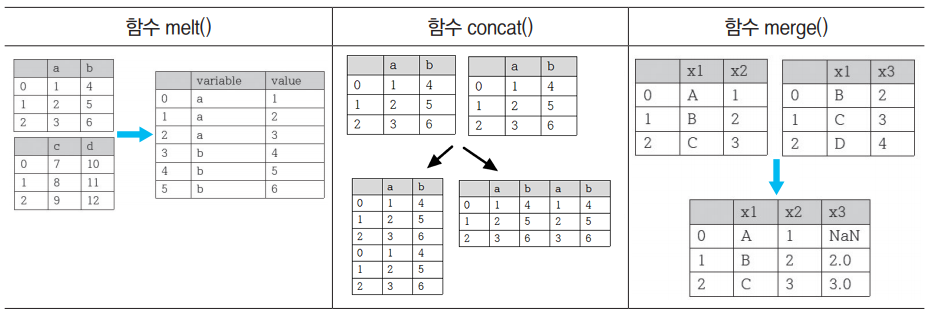 함수 melt()
a b
0 1 4
1 2 5
2 3 6
c d
0 7 10
1 8 11
2 9 12
variable value
0 a 1
1 a 2
2 a 3
3 b 4
4 b 5
5 b 6
함수 concat()
a b
0 1 4
1 2 5
2 3 6
a b
0 1 4
1 2 5
2 3 6
a b
0 1 4
1 2 5
2 3 6
0 1 4
1 2 5
2 3 6
a b a b
0 1 4 1 4
1 2 5 2 5
2 3 6 3 6
함수 merge()
x1 x2
0 A 1
1 B 2
2 C 3
x1 x3
0 B 2
1 C 3
2 D 4
x1 x2 x3
0 A 1 NaN
1 B 2 2.0
2 C 3 3.0